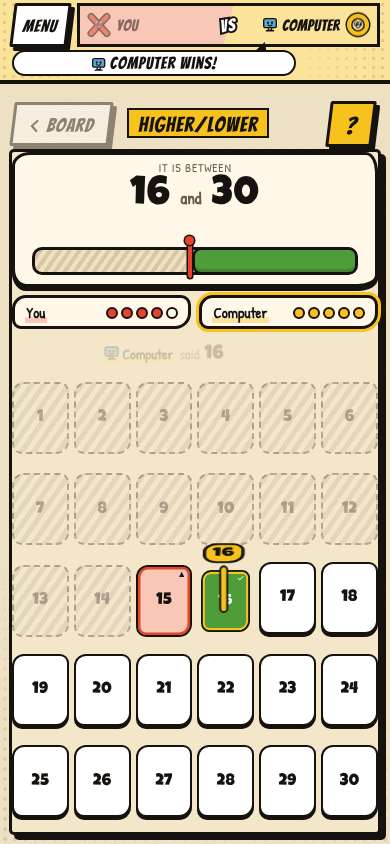 MENU YOU VS COMPUTER
COMPUTER WINS!
BOARD HIGHER/LOWER ?
IT IS BETWEEN
16 and 30
You Computer
Computer said 16
1 2 3 4 5 6
7 8 9 10 11 12
16
13 14 15 16 17 18
19 20 21 22 23 24
25 26 27 28 29 30